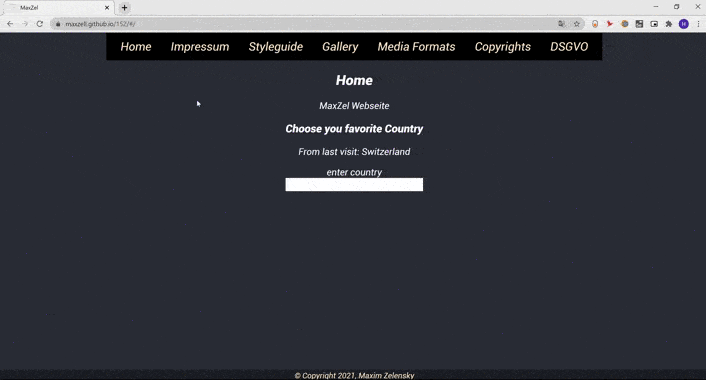 MaxZel
maxzell.github.io/152/#/
H
Home Impressum Styleguide Gallery Media Formats Copyrights DSGVO
Home
MaxZel Webseite
Choose you favorite Country
From last visit: Switzerland
enter country
© Copyright 2021, Maxim Zelensky